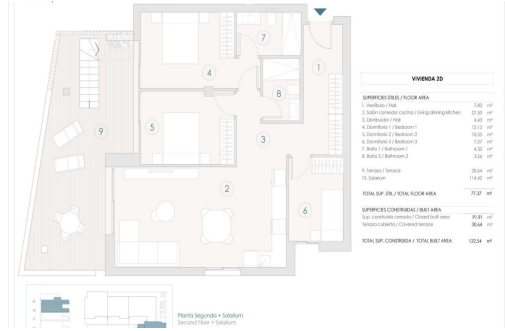 VIVIENDA 2D
SUPERFICIES ÚTILES / FLOOR AREA
1. Vestíbulo / Hall 7.83 m²
2. Salón comedor cocina / Living dinning kitchen 27.50 m²
3. Distribuidor / Hall 4.43 m²
4. Dormitorio 1 / Bedroom 1 12.13 m²
5. Dormitorio 2 / Bedroom 2 10.53 m²
6. Dormitorio 3 / Bedroom 3 7.07 m²
7. Baño 1 / Bathroom 1 4.32 m²
8. Baño 2 / Bathroom 2 3.56 m²
9. Terraza / Terrace 30.64 m²
10. Solarium 114.60 m²
TOTAL SUP. ÚTIL / TOTAL FLOOR AREA 77.37 m²
SUPERFICIES CONSTRUIDAS / BUILT AREA
Sup. construida cerrada / Closed built area 91.91 m²
Terraza cubierta / Covered terrace 30.64 m²
TOTAL SUP. CONSTRUIDA / TOTAL BUILT AREA 122.54 m²
1
7
4
8
9
5
3
2
6
Planta Segunda + Solarium
Second Floor + Solarium